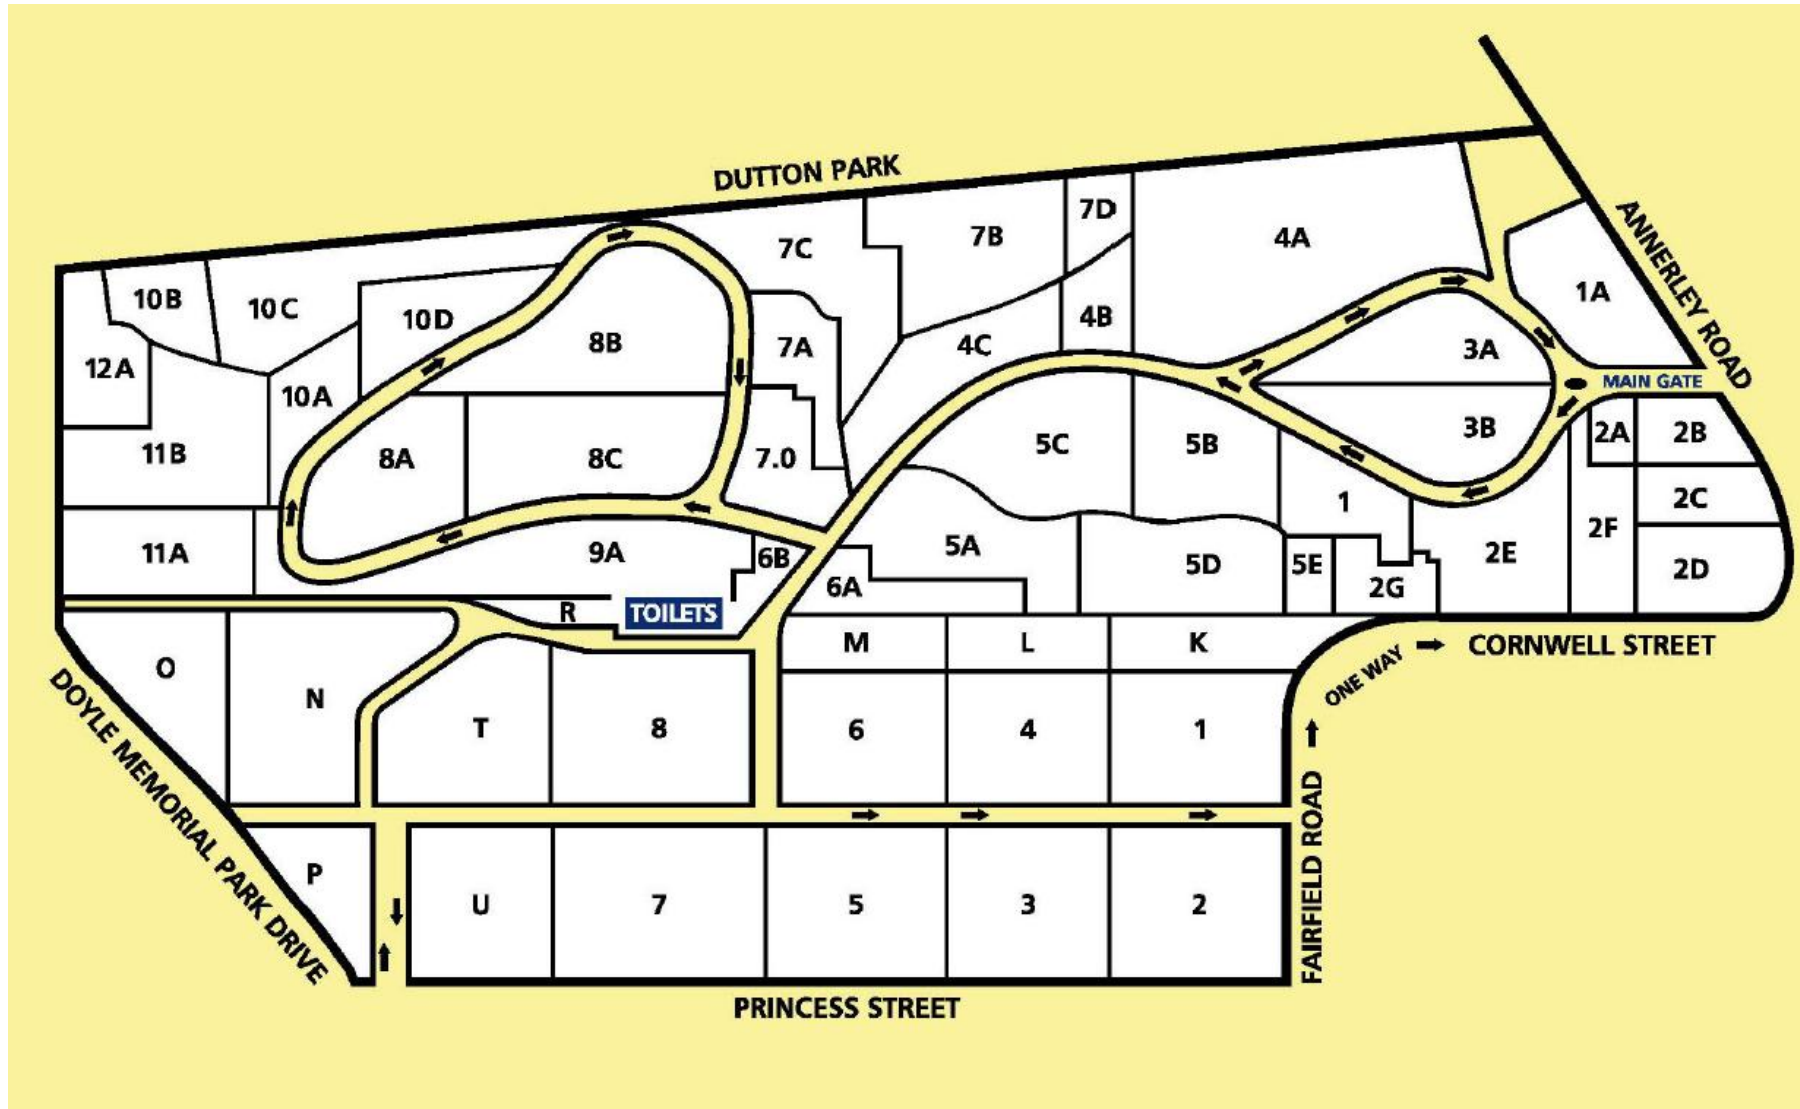 DUTTON PARK
ANNERLEY ROAD
7D
7C
7B
4A
10B
10C
1A
10D
4B
8B
7A
4C
3A
12A
MAIN GATE
10A
3B
2A
2B
11B
8A
8C
7.0
5C
5B
1
2C
2F
11A
9A
6B
5A
5D
5E
2E
2D
6A
2G
R
TOILETS
M
L
K
CORNWELL STREET
ONE WAY
O
N
T
8
6
4
1
DOYLE MEMORIAL PARK DRIVE
FAIRFIELD ROAD
P
U
7
5
3
2
PRINCESS STREET